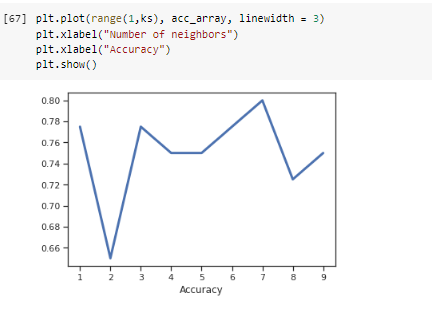 [67] plt.plot(range(1,ks), acc_array, linewidth = 3)
plt.xlabel("Number of neighbors")
plt.xlabel("Accuracy")
plt.show()
0.80
0.78
0.76
0.74
0.72
0.70
0.68
0.66
1 2 3 4 5 6 7 8 9
Accuracy